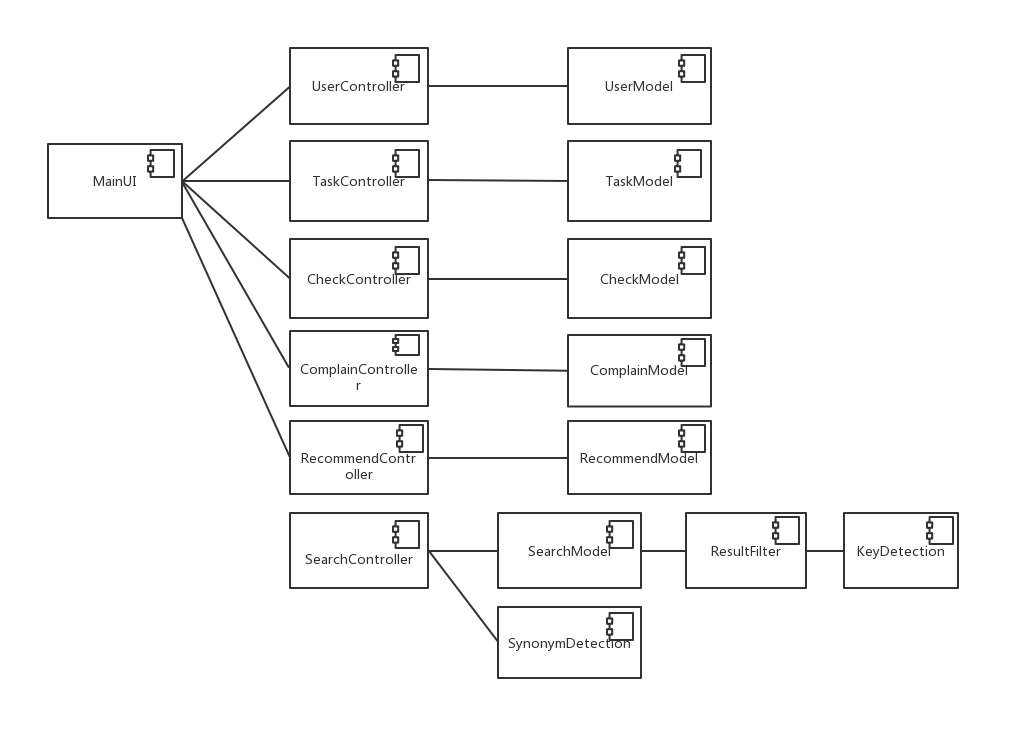 UserController
UserModel
MainUI
TaskController
TaskModel
CheckController
CheckModel
ComplainControlle
r
ComplainModel
RecommendContr
oller
RecommendModel
SearchController
SearchModel
ResultFilter
KeyDetection
SynonymDetection